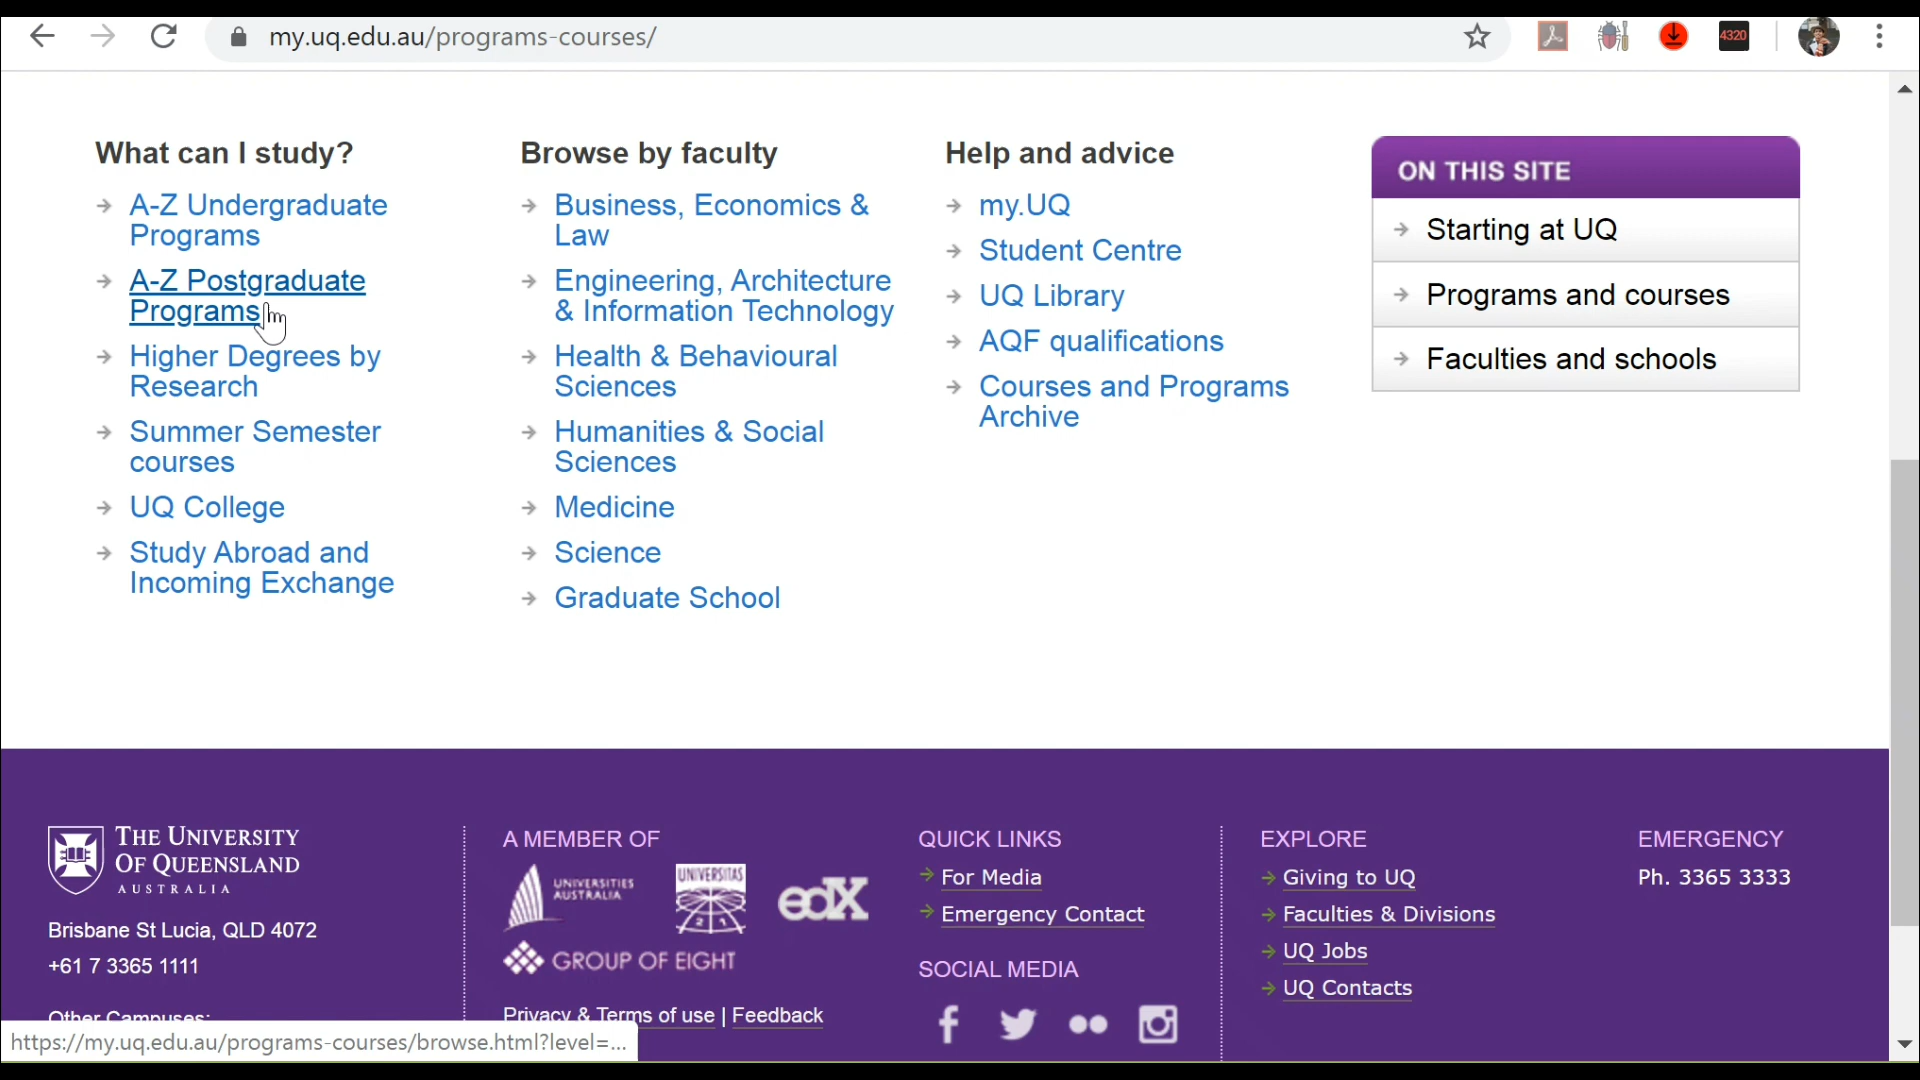 my.uq.edu.au/programs-courses/
4320
What can I study?
A-Z Undergraduate
Programs
A-Z Postgraduate
Programs
Higher Degrees by
Research
Summer Semester
courses
UQ College
Study Abroad and
Incoming Exchange
Browse by faculty
Business, Economics &
Law
Engineering, Architecture
& Information Technology
Health & Behavioural
Sciences
Humanities & Social
Sciences
Medicine
Science
Graduate School
Help and advice
my.UQ
Student Centre
UQ Library
AQF qualifications
Courses and Programs
Archive
ON THIS SITE
Starting at UQ
Programs and courses
Faculties and schools
THE UNIVERSITY
OF QUEENSLAND
AUSTRALIA
Brisbane St Lucia, QLD 4072
+61 7 3365 1111
Other Campuses:
A MEMBER OF
UNIVERSITIES
AUSTRALIA
UNIVERSITAS
21
edX
GROUP OF EIGHT
Privacy & Terms of use | Feedback
QUICK LINKS
For Media
Emergency Contact
SOCIAL MEDIA
EXPLORE
Giving to UQ
Faculties & Divisions
UQ Jobs
UQ Contacts
EMERGENCY
Ph. 3365 3333
https://my.uq.edu.au/programs-courses/browse.html?level=...